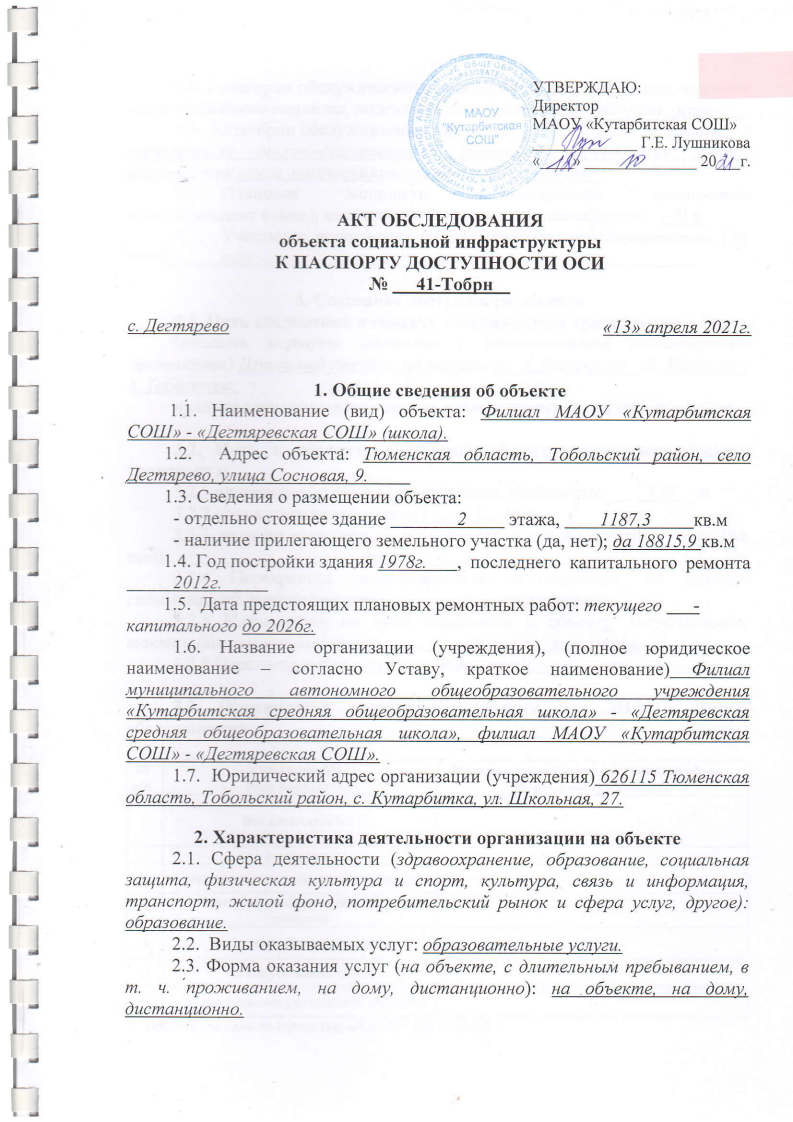 УТВЕРЖДАЮ:
Директор
МАОУ «Кутарбитская СОШ»
МАОУ
"Кутарбитская
СОШ"
_____________ Г.Е. Лушникова
«___» 10 2021 г.
АКТ ОБСЛЕДОВАНИЯ
объекта социальной инфраструктуры
К ПАСПОРТУ ДОСТУПНОСТИ ОСИ
№ 41-Тобрн
с. Дегтярево «13» апреля 2021г.
1. Общие сведения об объекте
1.1. Наименование (вид) объекта: Филиал МАОУ «Кутарбитская
СОШ» - «Дегтяревская СОШ» (школа).
1.2. Адрес объекта: Тюменская область, Тобольский район, село
Дегтярево, улица Сосновая, 9.
1.3. Сведения о размещении объекта:
- отдельно стоящее здание 2 этажа, 1187,3 кв.м
- наличие прилегающего земельного участка (да, нет); да 18815,9 кв.м
1.4. Год постройки здания 1978г. , последнего капитального ремонта
2012г.
1.5. Дата предстоящих плановых ремонтных работ: текущего ___-
капитального до 2026г.
1.6. Название организации (учреждения), (полное юридическое
наименование – согласно Уставу, краткое наименование) Филиал
муниципального автономного общеобразовательного учреждения
«Кутарбитская средняя общеобразовательная школа» - «Дегтяревская
средняя общеобразовательная школа», филиал МАОУ «Кутарбитская
СОШ» - «Дегтяревская СОШ».
1.7. Юридический адрес организации (учреждения) 626115 Тюменская
область, Тобольский район, с. Кутарбитка, ул. Школьная, 27.
2. Характеристика деятельности организации на объекте
2.1. Сфера деятельности (здравоохранение, образование, социальная
защита, физическая культура и спорт, культура, связь и информация,
транспорт, жилой фонд, потребительский рынок и сфера услуг, другое):
образование.
2.2. Виды оказываемых услуг: образовательные услуги.
2.3. Форма оказания услуг (на объекте, с длительным пребыванием, в
т. ч. проживанием, на дому, дистанционно): на объекте, на дому,
дистанционно.